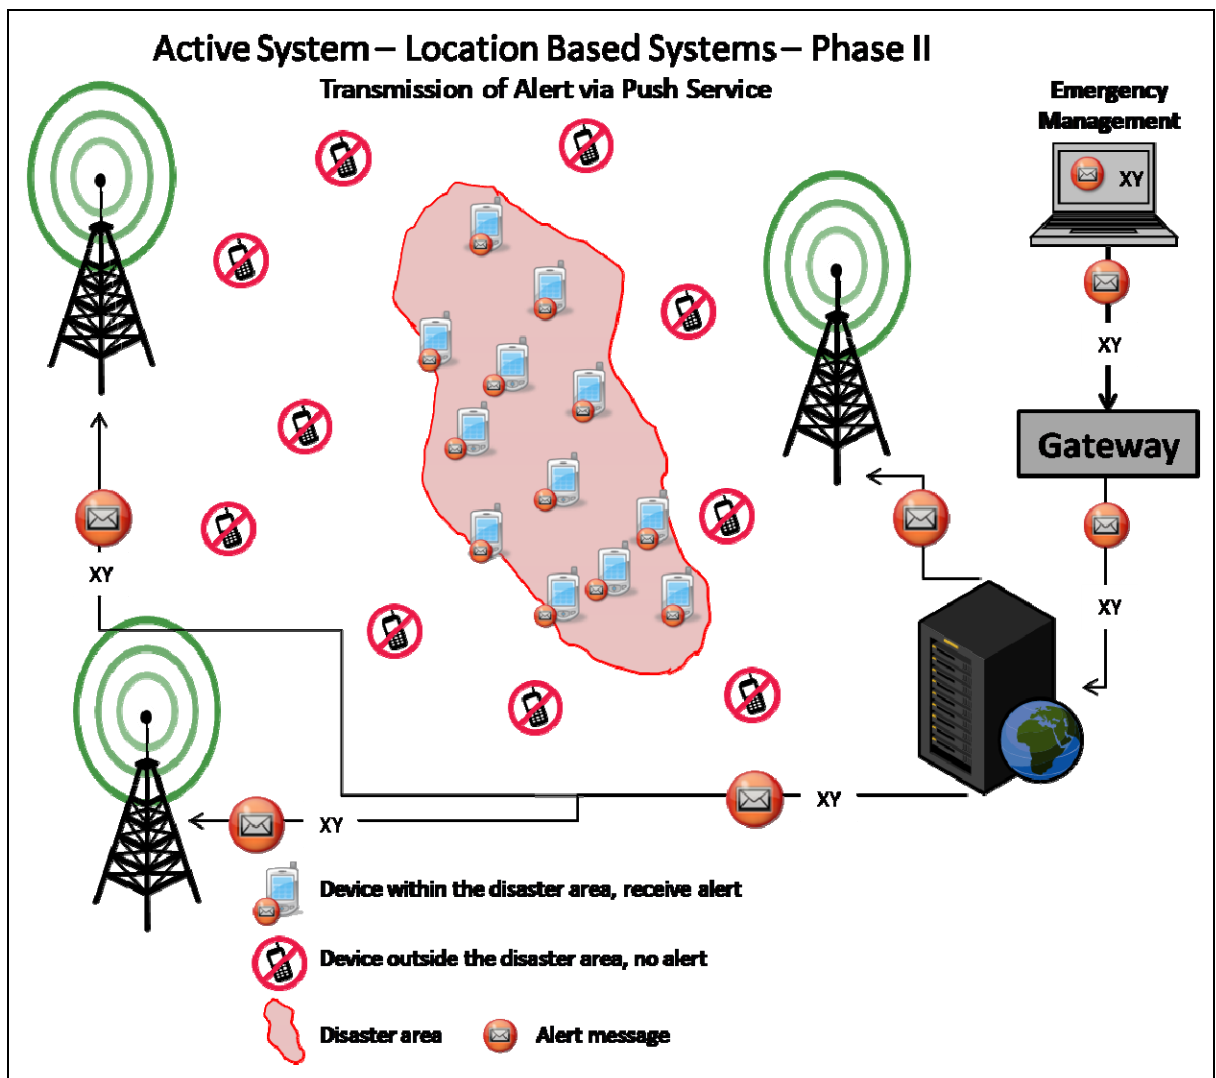 Active System – Location Based Systems – Phase II
Transmission of Alert via Push Service
Emergency
Management
XY
XY
Gateway
XY
XY
XY
XY
Device within the disaster area, receive alert
Device outside the disaster area, no alert
Disaster area
Alert message